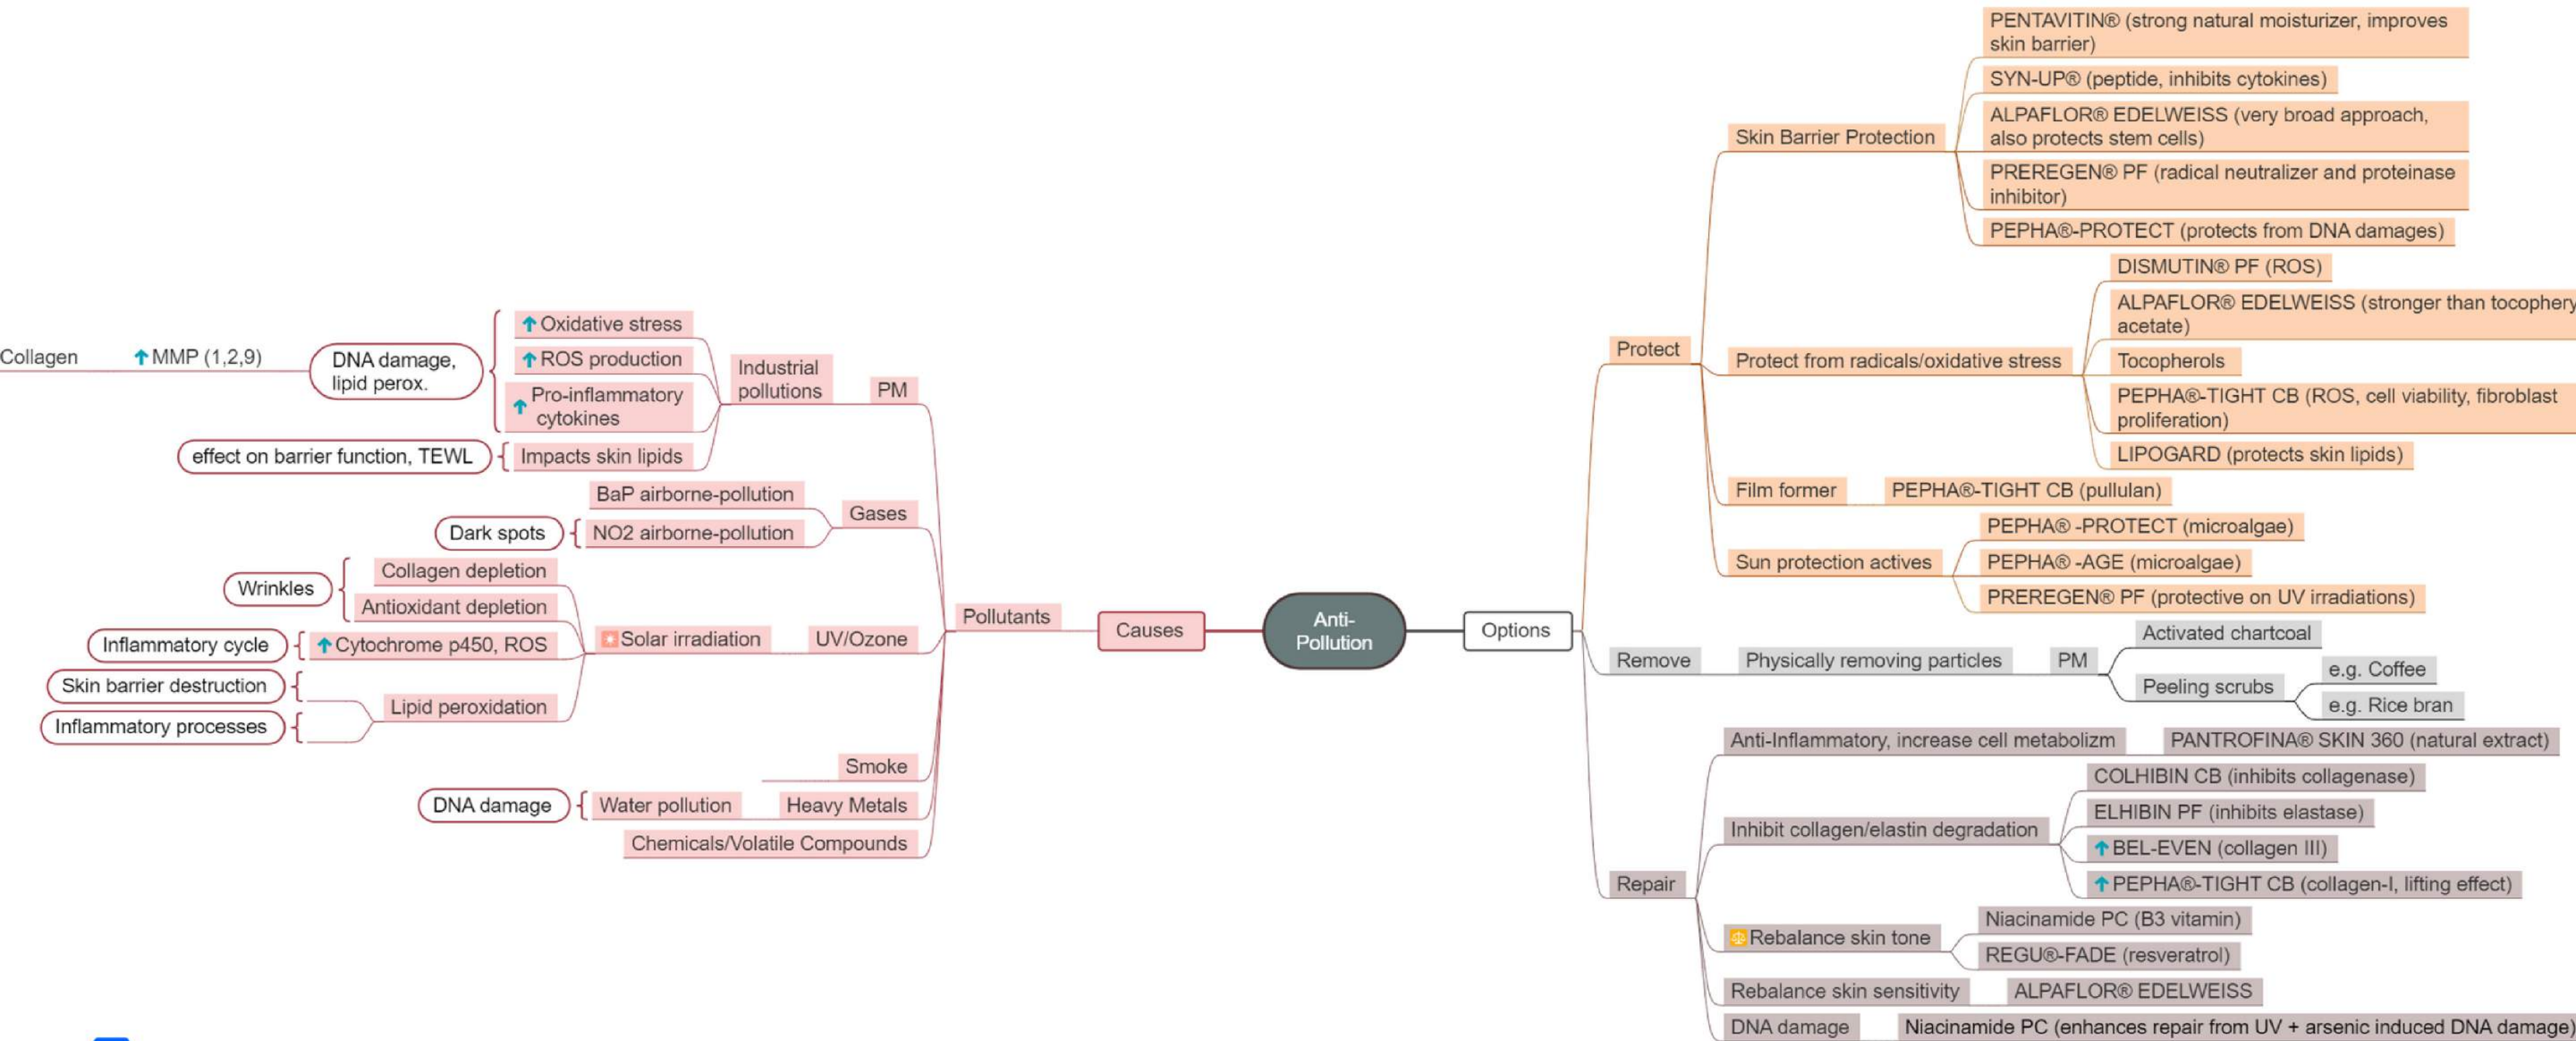 Collagen
MMP (1,2,9)
DNA damage,
lipid perox.
Oxidative stress
ROS production
Pro-inflammatory
cytokines
effect on barrier function, TEWL
Impacts skin lipids
Industrial
pollutions
PM
BaP airborne-pollution
Dark spots
NO2 airborne-pollution
Gases
Wrinkles
Collagen depletion
Antioxidant depletion
Inflammatory cycle
Cytochrome p450, ROS
Skin barrier destruction
Inflammatory processes
Lipid peroxidation
Solar irradiation
UV/Ozone
Smoke
DNA damage
Water pollution
Heavy Metals
Chemicals/Volatile Compounds
Pollutants
Causes
Anti-
Pollution
Options
Protect
Skin Barrier Protection
PENTAVITIN® (strong natural moisturizer, improves
skin barrier)
SYN-UP® (peptide, inhibits cytokines)
ALPAFLOR® EDELWEISS (very broad approach,
also protects stem cells)
PREREGEN® PF (radical neutralizer and proteinase
inhibitor)
PEPHA®-PROTECT (protects from DNA damages)
Protect from radicals/oxidative stress
DISMUTIN® PF (ROS)
ALPAFLOR® EDELWEISS (stronger than tocophery
acetate)
Tocopherols
PEPHA®-TIGHT CB (ROS, cell viability, fibroblast
proliferation)
LIPOGARD (protects skin lipids)
Film former
PEPHA®-TIGHT CB (pullulan)
Sun protection actives
PEPHA® -PROTECT (microalgae)
PEPHA® -AGE (microalgae)
PREREGEN® PF (protective on UV irradiations)
Remove
Physically removing particles
PM
Activated chartcoal
Peeling scrubs
e.g. Coffee
e.g. Rice bran
Repair
Anti-Inflammatory, increase cell metabolizm
PANTROFINA® SKIN 360 (natural extract)
Inhibit collagen/elastin degradation
COLHIBIN CB (inhibits collagenase)
ELHIBIN PF (inhibits elastase)
BEL-EVEN (collagen III)
PEPHA®-TIGHT CB (collagen-I, lifting effect)
Rebalance skin tone
Niacinamide PC (B3 vitamin)
REGU®-FADE (resveratrol)
Rebalance skin sensitivity
ALPAFLOR® EDELWEISS
DNA damage
Niacinamide PC (enhances repair from UV + arsenic induced DNA damage)